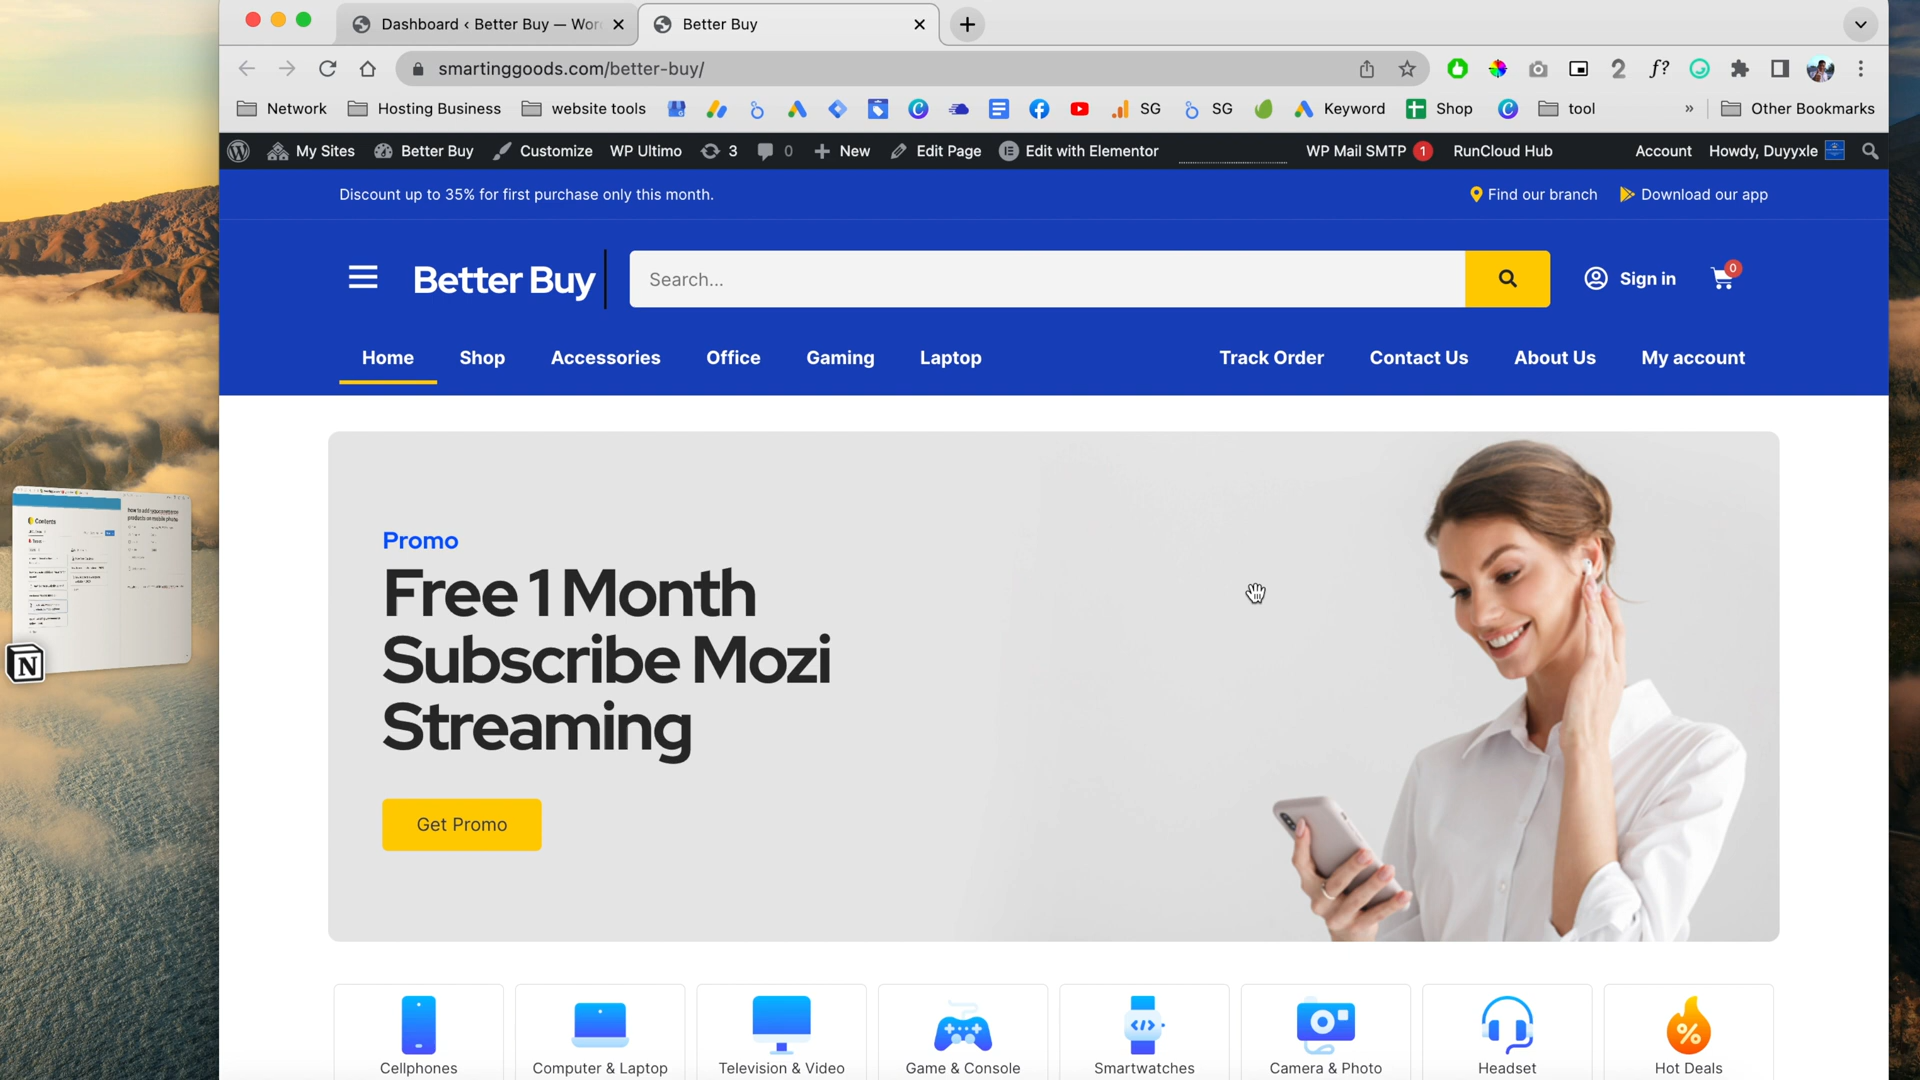 Dashboard ‹ Better Buy — Wor
Better Buy
smartinggoods.com/better-buy/
Network
Hosting Business
website tools
SG
SG
Keyword
Shop
tool
»
Other Bookmarks
My Sites
Better Buy
Customize
WP Ultimo
3
0
New
Edit Page
Edit with Elementor
WP Mail SMTP 1
RunCloud Hub
Account
Howdy, Duyyxle
Discount up to 35% for first purchase only this month.
Find our branch
Download our app
Better Buy
Search...
Sign in
0
Home
Shop
Accessories
Office
Gaming
Laptop
Track Order
Contact Us
About Us
My account
Promo
Free 1 Month
Subscribe Mozi
Streaming
Get Promo
Cellphones
Computer & Laptop
Television & Video
Game & Console
Smartwatches
Camera & Photo
Headset
Hot Deals
Contents
N